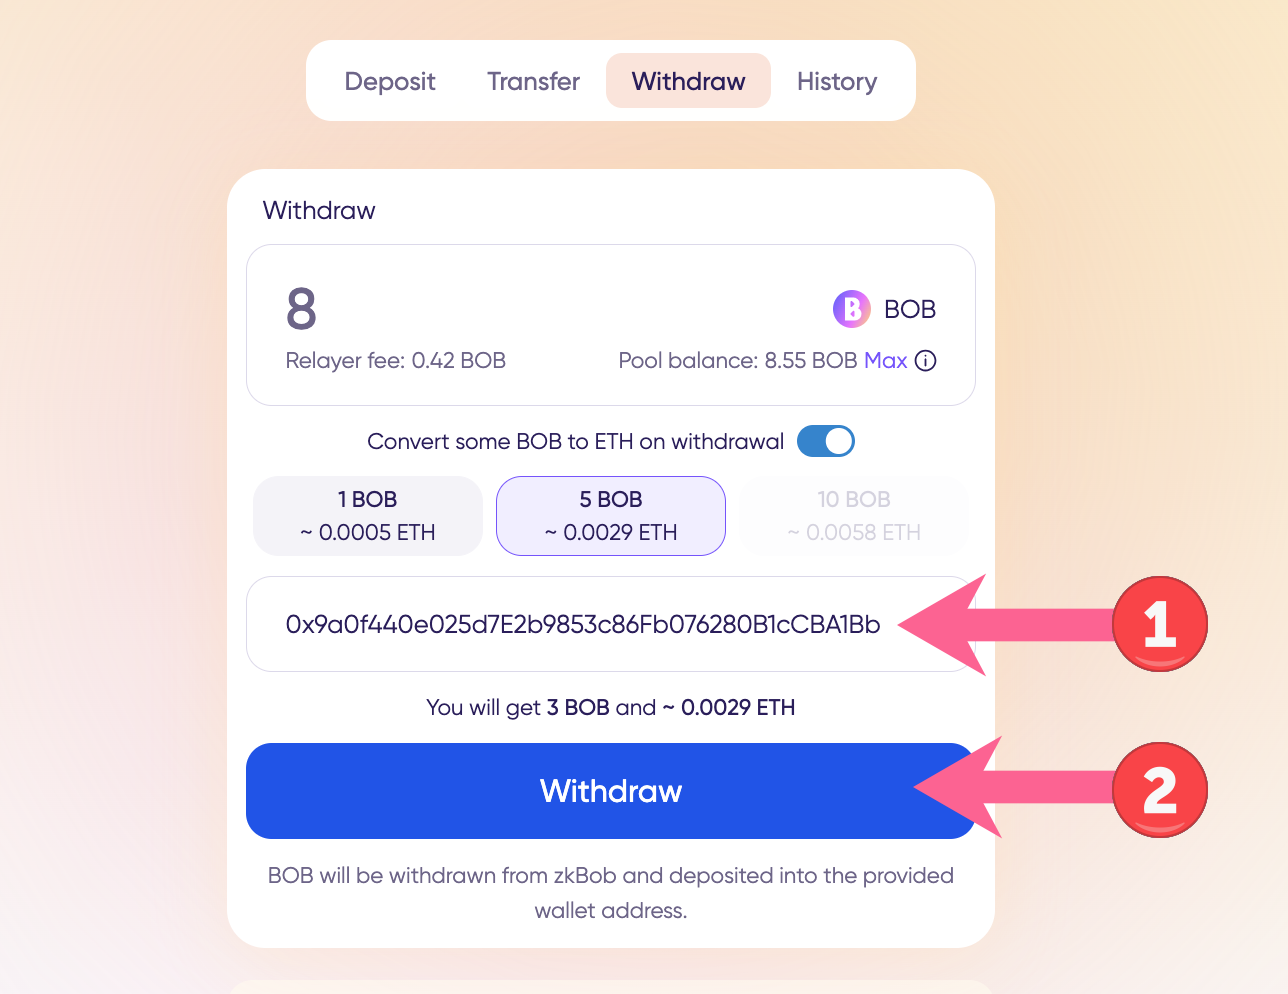 Deposit Transfer Withdraw History
Withdraw
8 B BOB
Relayer fee: 0.42 BOB Pool balance: 8.55 BOB Max i
Convert some BOB to ETH on withdrawal
1 BOB 5 BOB 10 BOB
~ 0.0005 ETH ~ 0.0029 ETH ~ 0.0058 ETH
0x9a0f440e025d7E2b9853c86Fb076280B1cCBA1Bb 1
You will get 3 BOB and ~ 0.0029 ETH
Withdraw 2
BOB will be withdrawn from zkBob and deposited into the provided
wallet address.